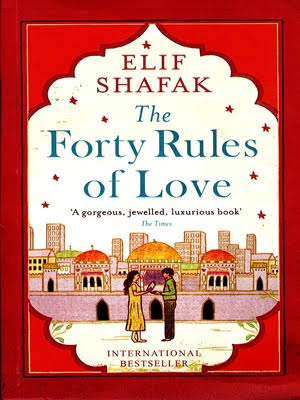 ELIF
SHAFAK
The
Forty Rules
of Love
'A gorgeous, jewelled, luxurious book'
The Times
INTERNATIONAL
BESTSELLER